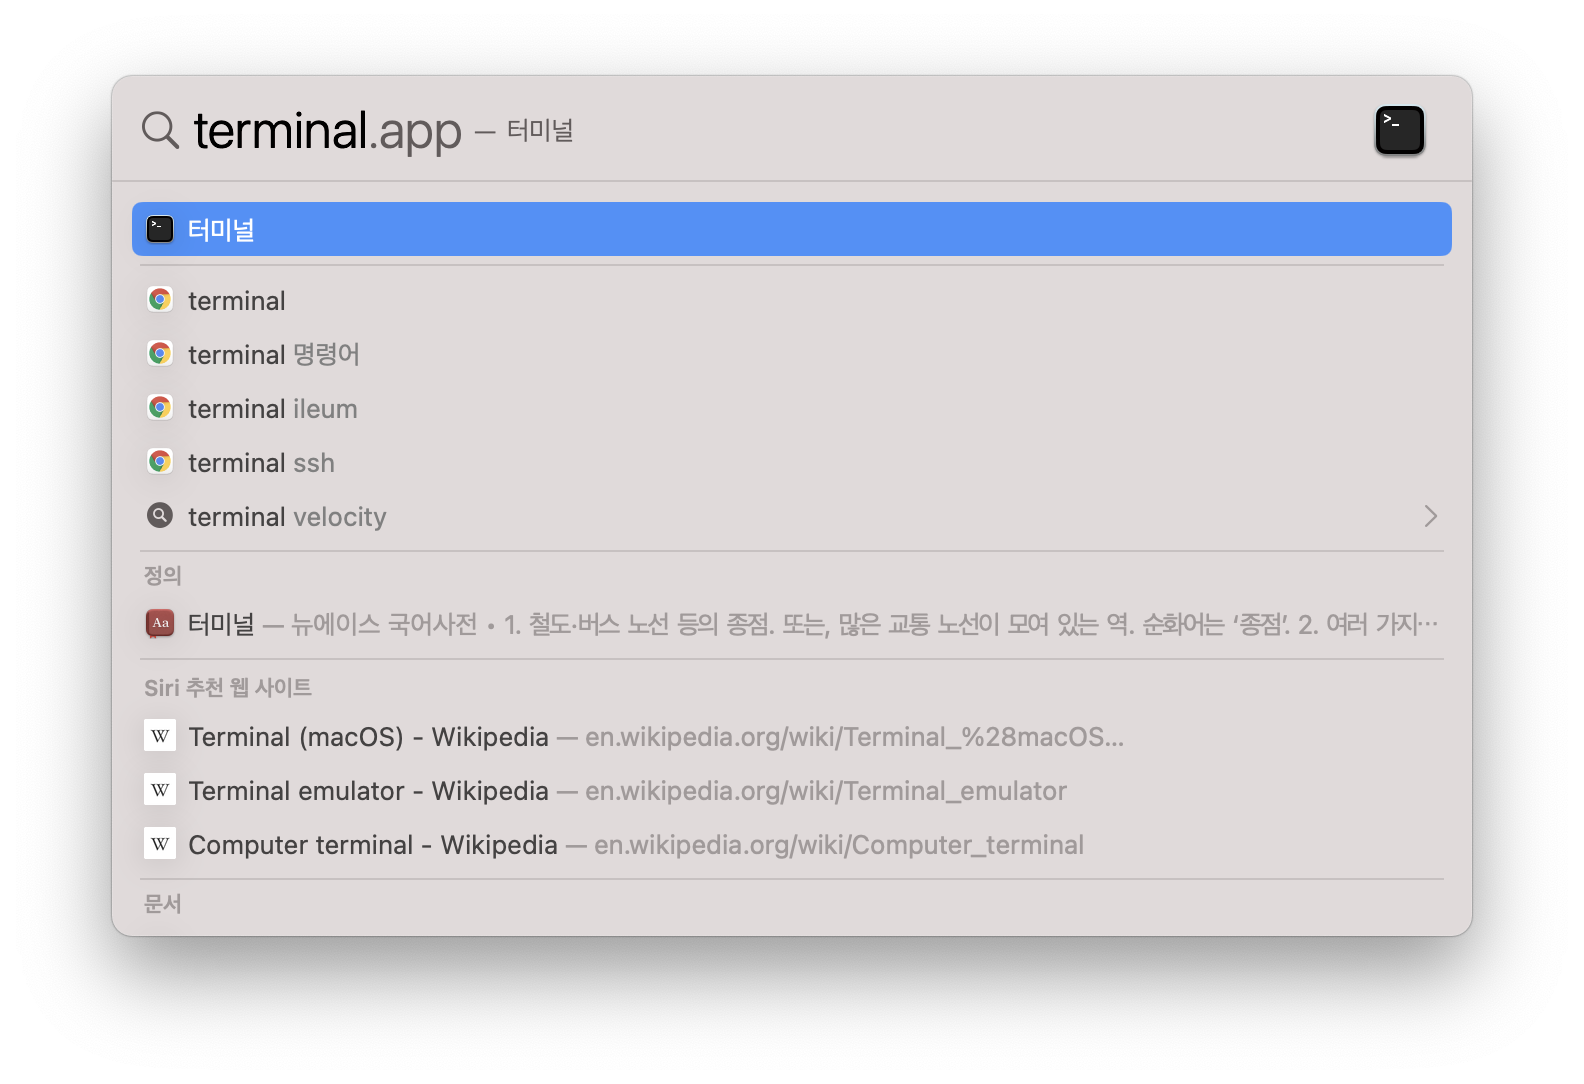 terminal.app — 터미널
터미널
terminal
terminal 명령어
terminal ileum
terminal ssh
terminal velocity
정의
터미널 — 뉴에이스 국어사전 • 1. 철도·버스 노선 등의 종점. 또는, 많은 교통 노선이 모여 있는 역. 순화어는 ‘종점’. 2. 여러 가지…
Siri 추천 웹 사이트
Terminal (macOS) - Wikipedia — en.wikipedia.org/wiki/Terminal_%28macOS...
Terminal emulator - Wikipedia — en.wikipedia.org/wiki/Terminal_emulator
Computer terminal - Wikipedia — en.wikipedia.org/wiki/Computer_terminal
문서